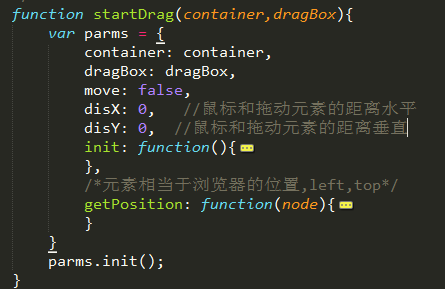 function startDrag(container,dragBox){
var parms = {
container: container,
dragBox: dragBox,
move: false,
disX: 0, //鼠标和拖动元素的距离水平
disY: 0, //鼠标和拖动元素的距离垂直
init: function(){
},
/*元素相当于浏览器的位置,left,top*/
getPosition: function(node){
}
}
parms.init();
}